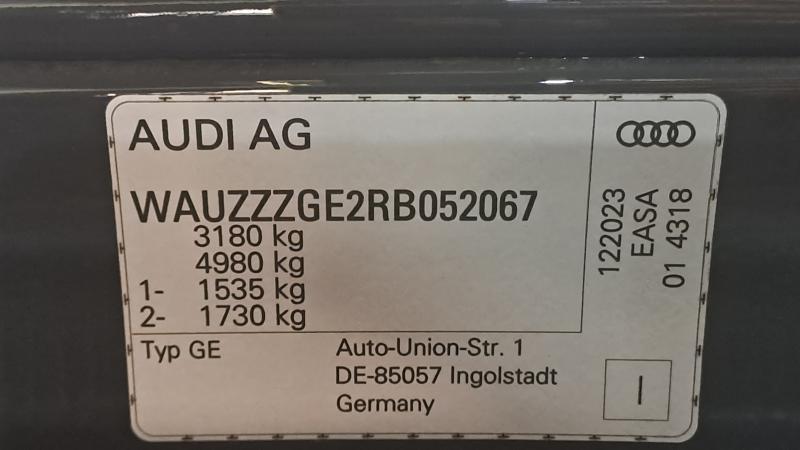 AUDI AG
WAUZZZGE2RB052067
3180 kg
4980 kg
1- 1535 kg
2- 1730 kg
Typ GE
Auto-Union-Str. 1
DE-85057 Ingolstadt
Germany
122023
EASA
01 4318
I